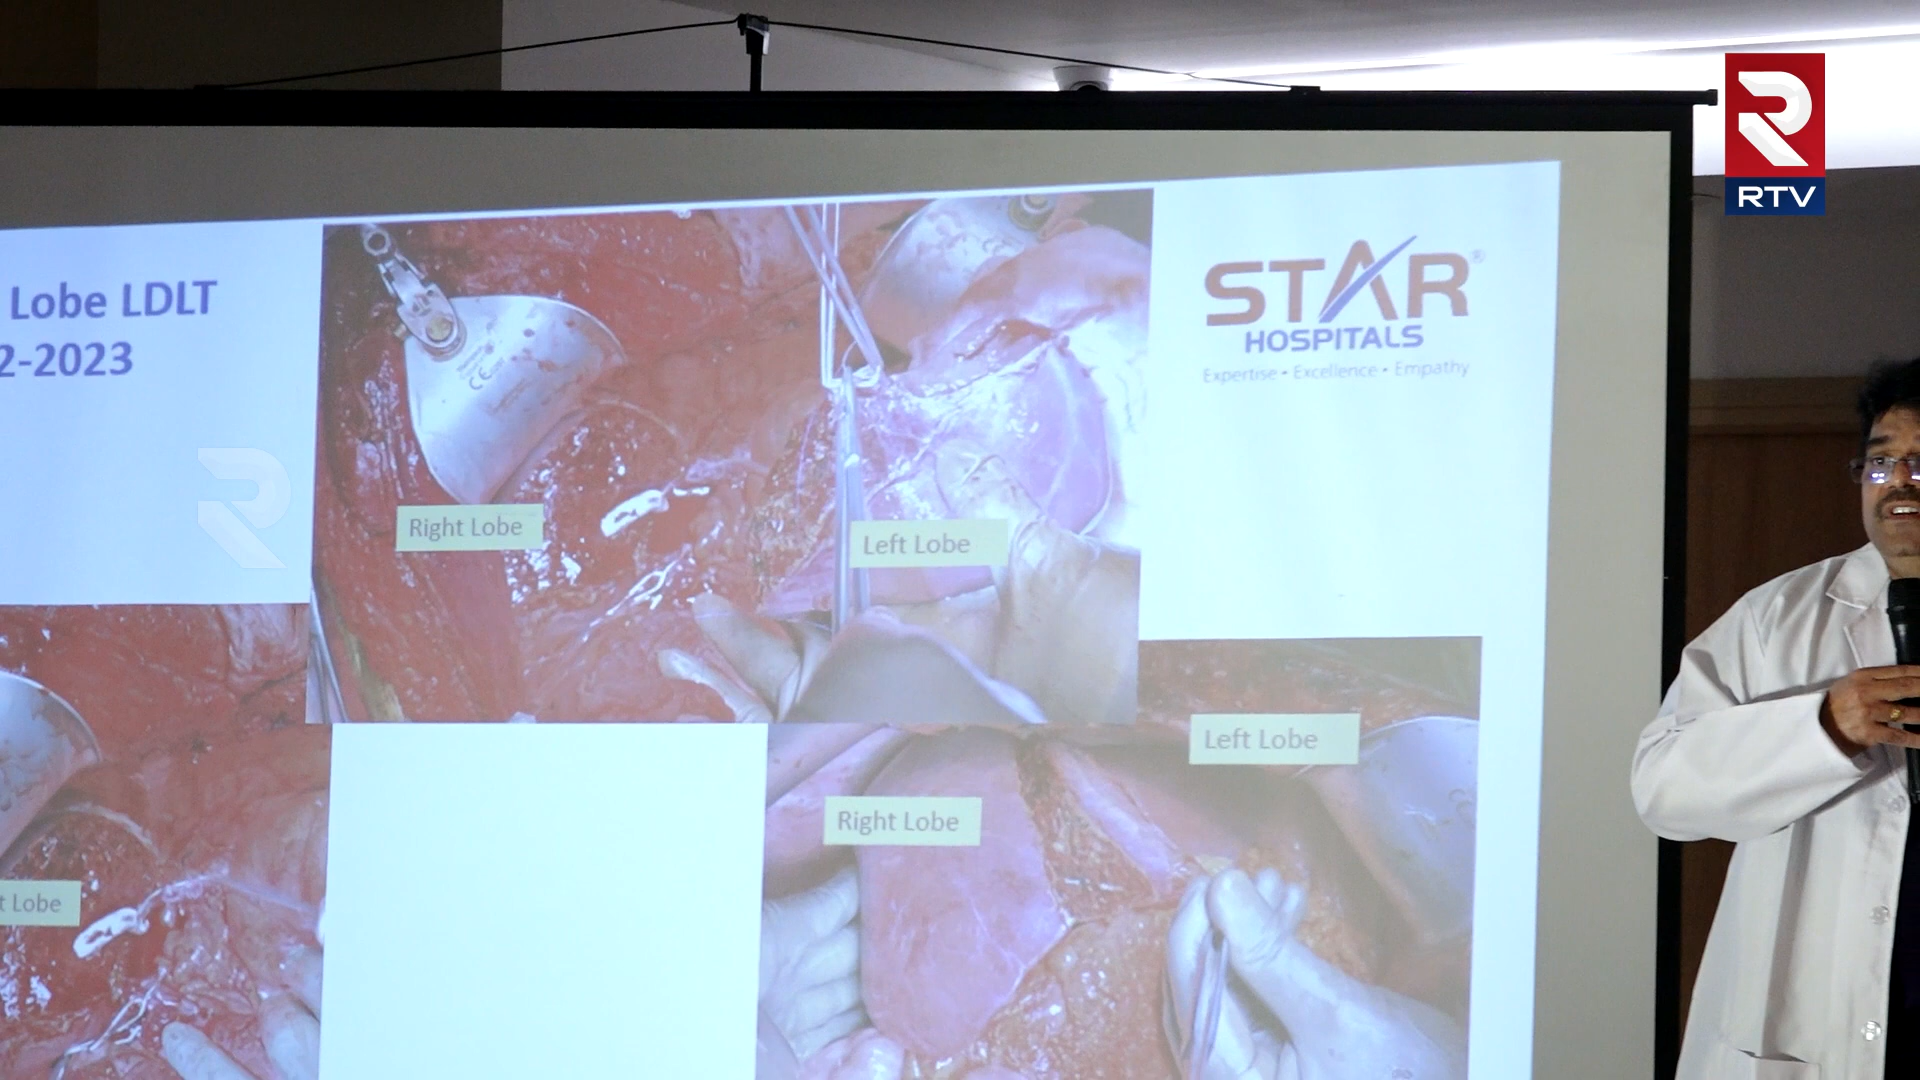 RTV
Lobe LDLT
2-2023
STAR®
HOSPITALS
Expertise • Excellence • Empathy
CE
Right Lobe
Left Lobe
Left Lobe
Right Lobe
t Lobe